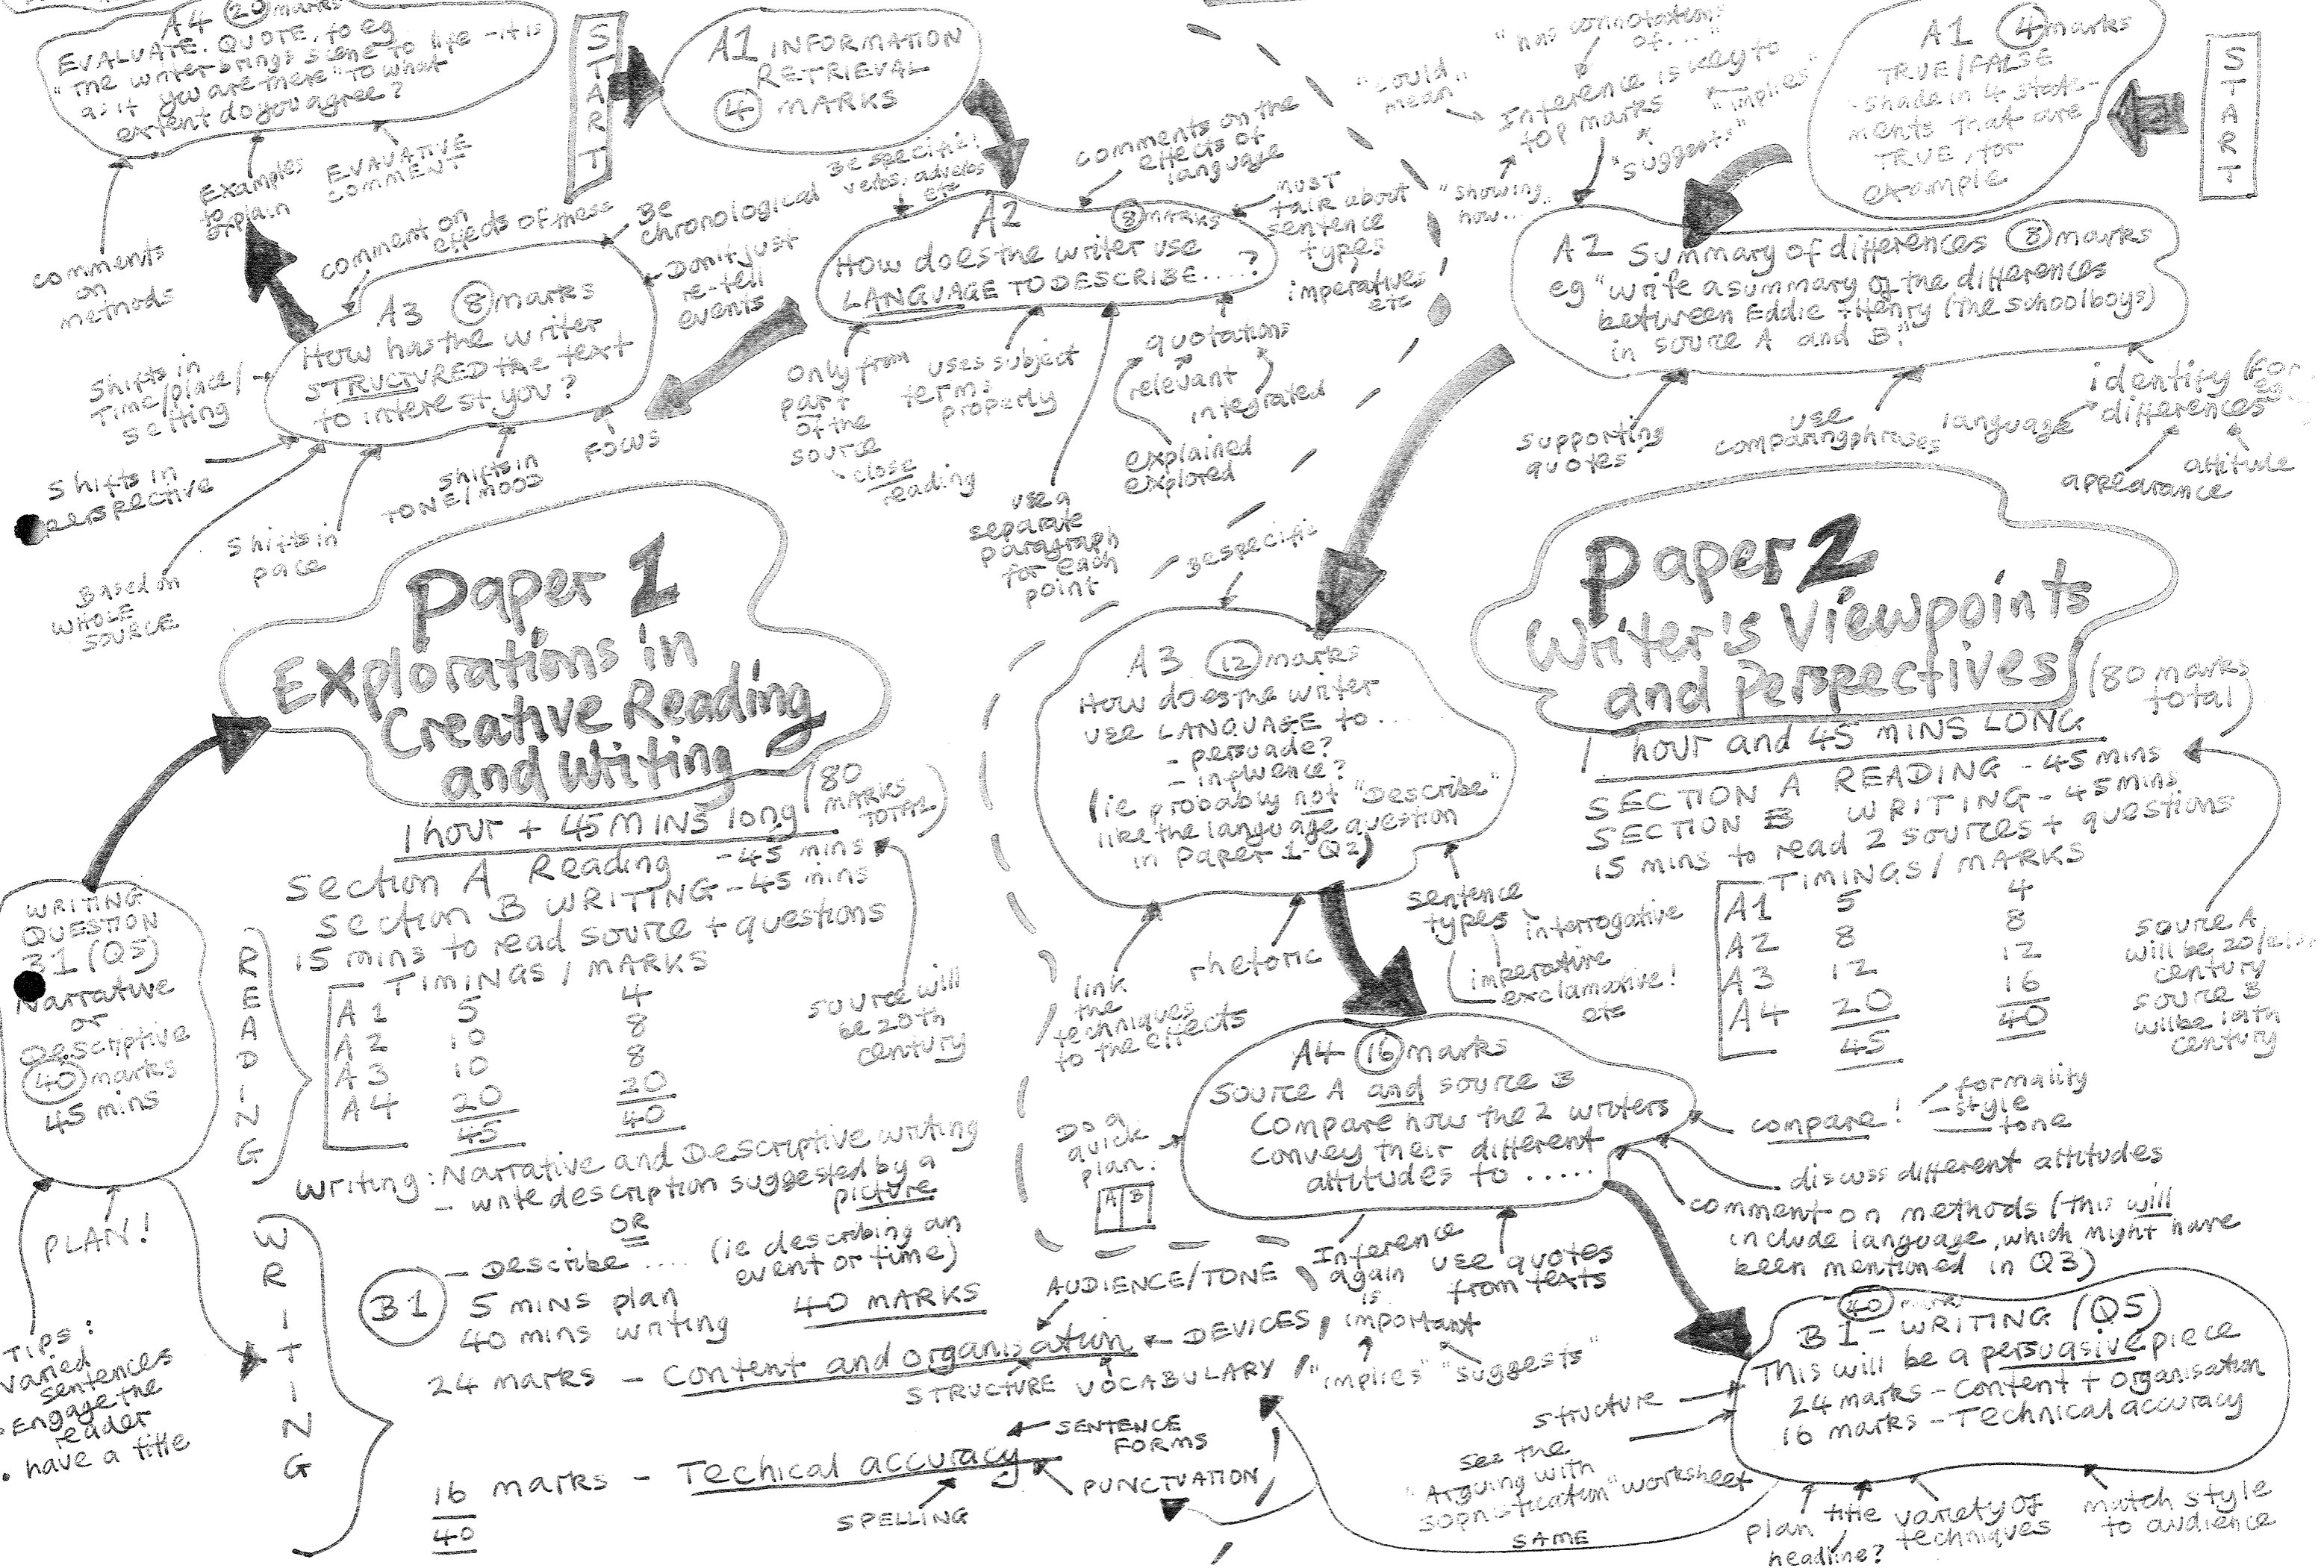 A4 20 marks
EVALUATE. QUOTE, to eg
"the writer brings scene to life - it is
as if you are there" to what
extent do you agree?
comments
on
methods
Examples
to
explain
EVAUATIVE
COMMENT
START
A1 INFORMATION
RETRIEVAL
4 MARKS
A2
8 MARKS
How does the writer use
LANGUAGE TO DESCRIBE....?
Be specific!
verbs, adverbs
etc
comments on the
effects of
language
MUST
talk about
sentence
types
imperatives
etc
Only from
part
of the
source
close
reading
uses subject
terms
properly
use a
separate
paragraph
for each
point
quotations
relevant
integrated
explained
explored
A3 8 marks
How has the writer
STRUCTURED the text
to interest you?
comment on
effects of these
Be
chronological
Don't just
re-tell
events
Shifts in
Time/place/
setting
Shifts in
perspective
Based on
WHOLE
SOURCE
Shifts in
pace
Shifts in
TONE/MOOD
FOCUS
Paper 1
Explorations in
Creative Reading
and Writing
(80
MARKS
TOTAL)
1 hour + 45 MINS long
Section A Reading - 45 mins
Section B WRITING - 45 mins
15 mins to read source + questions
TIMINGS / MARKS
A1 5 4
A2 10 8
A3 10 8
A4 20 20
45 40
source will
be 20th
century
READING
WRITING
QUESTION
B1 (Q5)
Narrative
or
Descriptive
40 marks
45 mins
PLAN!
TIPS:
varied
sentences
Engage the
reader
• have a title
WRITING
Writing: Narrative and Descriptive writing
- write description suggested by a
picture
OR
- Describe .... (ie describing an
event or time)
B1
5 mins plan
40 mins writing
40 MARKS
24 marks - Content and organisation
AUDIENCE/TONE
DEVICES
STRUCTURE
VOCABULARY
16 marks - Techical accuracy
40
SENTENCE
FORMS
PUNCTUATION
SPELLING
START
A1 4 marks
TRUE/FALSE
Shade in 4 state-
ments that are
TRUE, for
example
"has connotations
of...."
"could
mean"
Inference is key to
top marks
"implies"
"suggests"
"showing
how...
A2 Summary of differences 8 marks
eg "write a summary of the differences
between Eddie + Henry (the schoolboys)
in source A and B."
supporting
quotes
use
comparing phrases
identify (for
eg
differences
language
appearance
attitude
Paper 2
Writer's Viewpoints
and Perspectives
(80 marks
total)
1 hour and 45 MINS LONG
SECTION A READING - 45 mins
SECTION B WRITING - 45 mins
15 mins to read 2 sources + questions
TIMINGS / MARKS
A1 5 4
A2 8 8
A3 12 12
A4 20 16
45 40
source A
will be
century
source B
wil be 19th
century
Be specific
A3 12 marks
How does the writer
use LANGUAGE to ....
- persuade?
- influence?
(ie probably not "Describe"
like the language question
in Paper 1 - Q2)
link
the
techniques
to the effects
rhetoric
sentence
types
interrogative
imperative
exclamative!
etc
A4 16 marks
Source A and source B
Compare how the 2 writers
convey their different
attitudes to .....
Do a
quick
plan.
A B
compare!
formality
- style
tone
discuss different attitudes
comment on methods (this will
include language, which might have
been mentioned in Q3)
Inference
again
is
important
"implies" "suggests"
use quotes
from texts
40 marks
B1 - WRITING (Q5)
This will be a persuasive piece
24 marks - Content + organisation
16 marks - Technical accuracy
structure
see the
"Arguing with
sophistication" worksheet
SAME
plan
title
headline?
variety of
techniques
match style
to audience